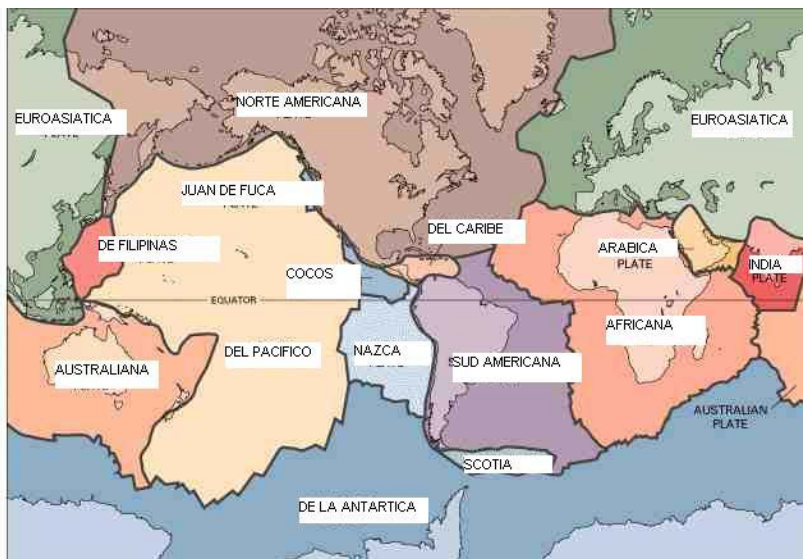 NORTE AMERICANA
EUROASIATICA
EUROASIATICA
JUAN DE FUCA
DE FILIPINAS
DEL CARIBE
ARABICA
PLATE
INDIA
PLATE
COCOS
EQUATOR
AFRICANA
AUSTRALIANA
DEL PACIFICO
NAZCA
SUD AMERICANA
AUSTRALIAN
PLATE
SCOTIA
DE LA ANTARTICA